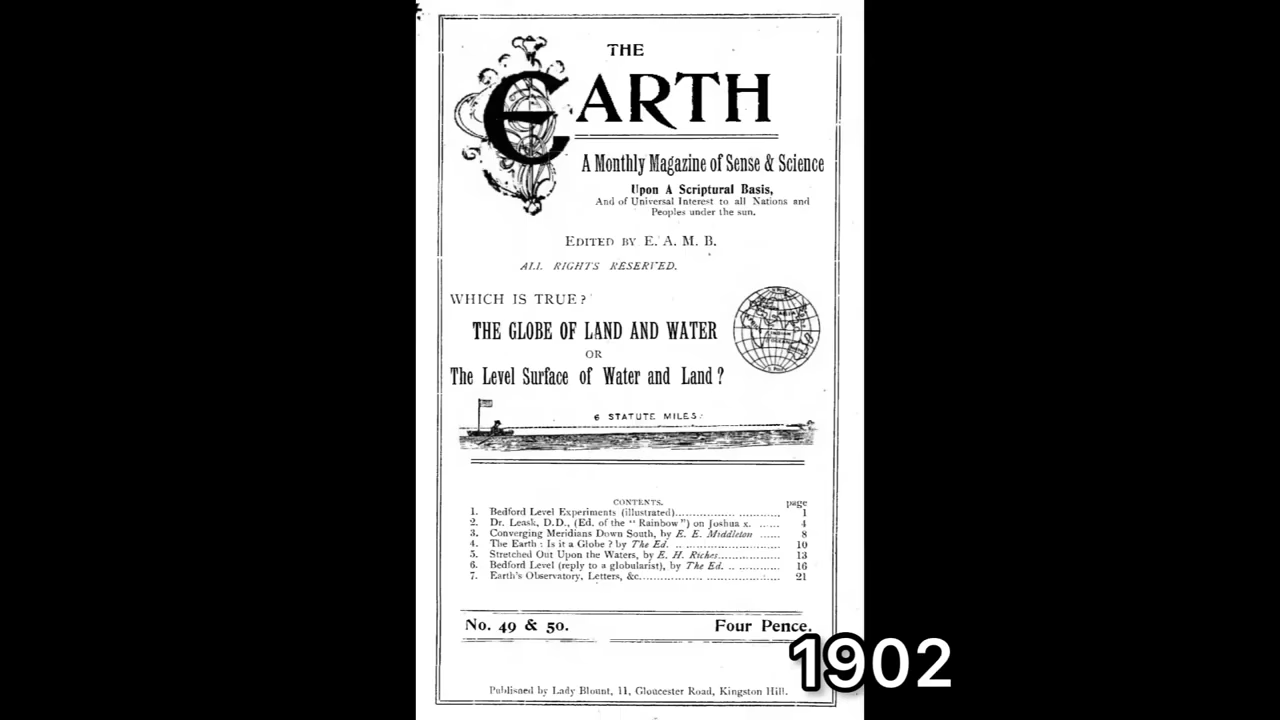 THE
EARTH
A Monthly Magazine of Sense & Science
Upon A Scriptural Basis,
And of Universal Interest to all Nations and
Peoples under the sun.
EDITED BY E. A. M. B.
ALL RIGHTS RESERVED.
WHICH IS TRUE?
THE GLOBE OF LAND AND WATER
OR
The Level Surface of Water and Land?
6 STATUTE MILES
CONTENTS. page
1. Bedford Level Experiments (illustrated).......................... 1
2. Dr. Leask, D.D., (Ed. of the "Rainbow") on Joshua x. ...... 4
3. Converging Meridians Down South, by E. E. Middleton ...... 8
4. The Earth: Is it a Globe? by The Ed. .......................... 10
5. Stretched Out Upon the Waters, by E. H. Riches................ 13
6. Bedford Level (reply to a globularist), by The Ed. .............. 16
7. Earth's Observatory, Letters, &c.................................... 21
No. 49 & 50. Four Pence.
1902
Published by Lady Blount, 11, Gloucester Road, Kingston Hill.